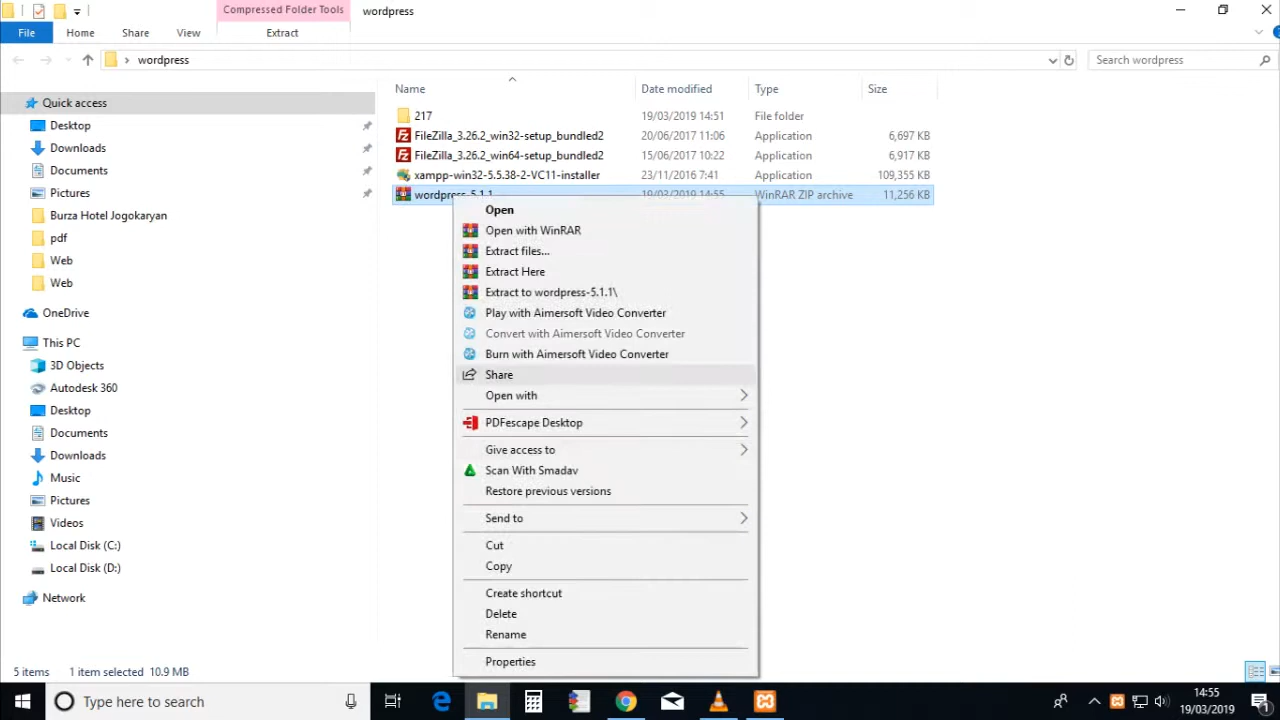 Compressed Folder Tools
wordpress
File
Home
Share
View
Extract
wordpress
Search wordpress
Name
Date modified
Type
Size
Quick access
Desktop
Downloads
Documents
Pictures
Burza Hotel Jogokaryan
pdf
Web
Web
OneDrive
This PC
3D Objects
Autodesk 360
Desktop
Documents
Downloads
Music
Pictures
Videos
Local Disk (C:)
Local Disk (D:)
Network
217 19/03/2019 14:51 File folder
FileZilla_3.26.2_win32-setup_bundled2 20/06/2017 11:06 Application 6,697 KB
FileZilla_3.26.2_win64-setup_bundled2 15/06/2017 10:22 Application 6,917 KB
xampp-win32-5.5.38-2-VC11-installer 23/11/2016 7:41 Application 109,355 KB
wordpress-5.1.1 19/03/2019 14:55 WinRAR ZIP archive 11,256 KB
Open
Open with WinRAR
Extract files...
Extract Here
Extract to wordpress-5.1.1\
Play with Aimersoft Video Converter
Convert with Aimersoft Video Converter
Burn with Aimersoft Video Converter
Share
Open with
PDFescape Desktop
Give access to
Scan With Smadav
Restore previous versions
Send to
Cut
Copy
Create shortcut
Delete
Rename
Properties
5 items 1 item selected 10.9 MB
Type here to search
14:55
19/03/2019
1